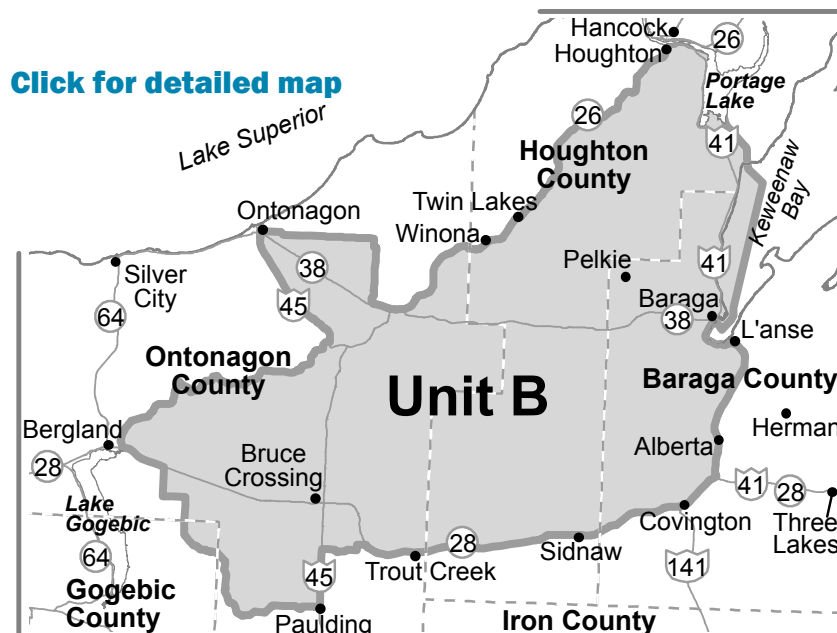 Hancock
Houghton
26
Click for detailed map
Portage
Lake
Lake Superior
26
41
Houghton
County
Keweenaw
Bay
Twin Lakes
Ontonagon
Winona
38
Pelkie
41
Silver
City
45
Baraga
64
38
L'anse
Ontonagon
County
Unit B
Baraga County
Bergland
Herman
Alberta
Bruce
Crossing
28
41
28
Lake
Gogebic
Covington
Three
Lakes
28
Sidnaw
64
Trout Creek
45
141
Gogebic
County
Paulding
Iron County